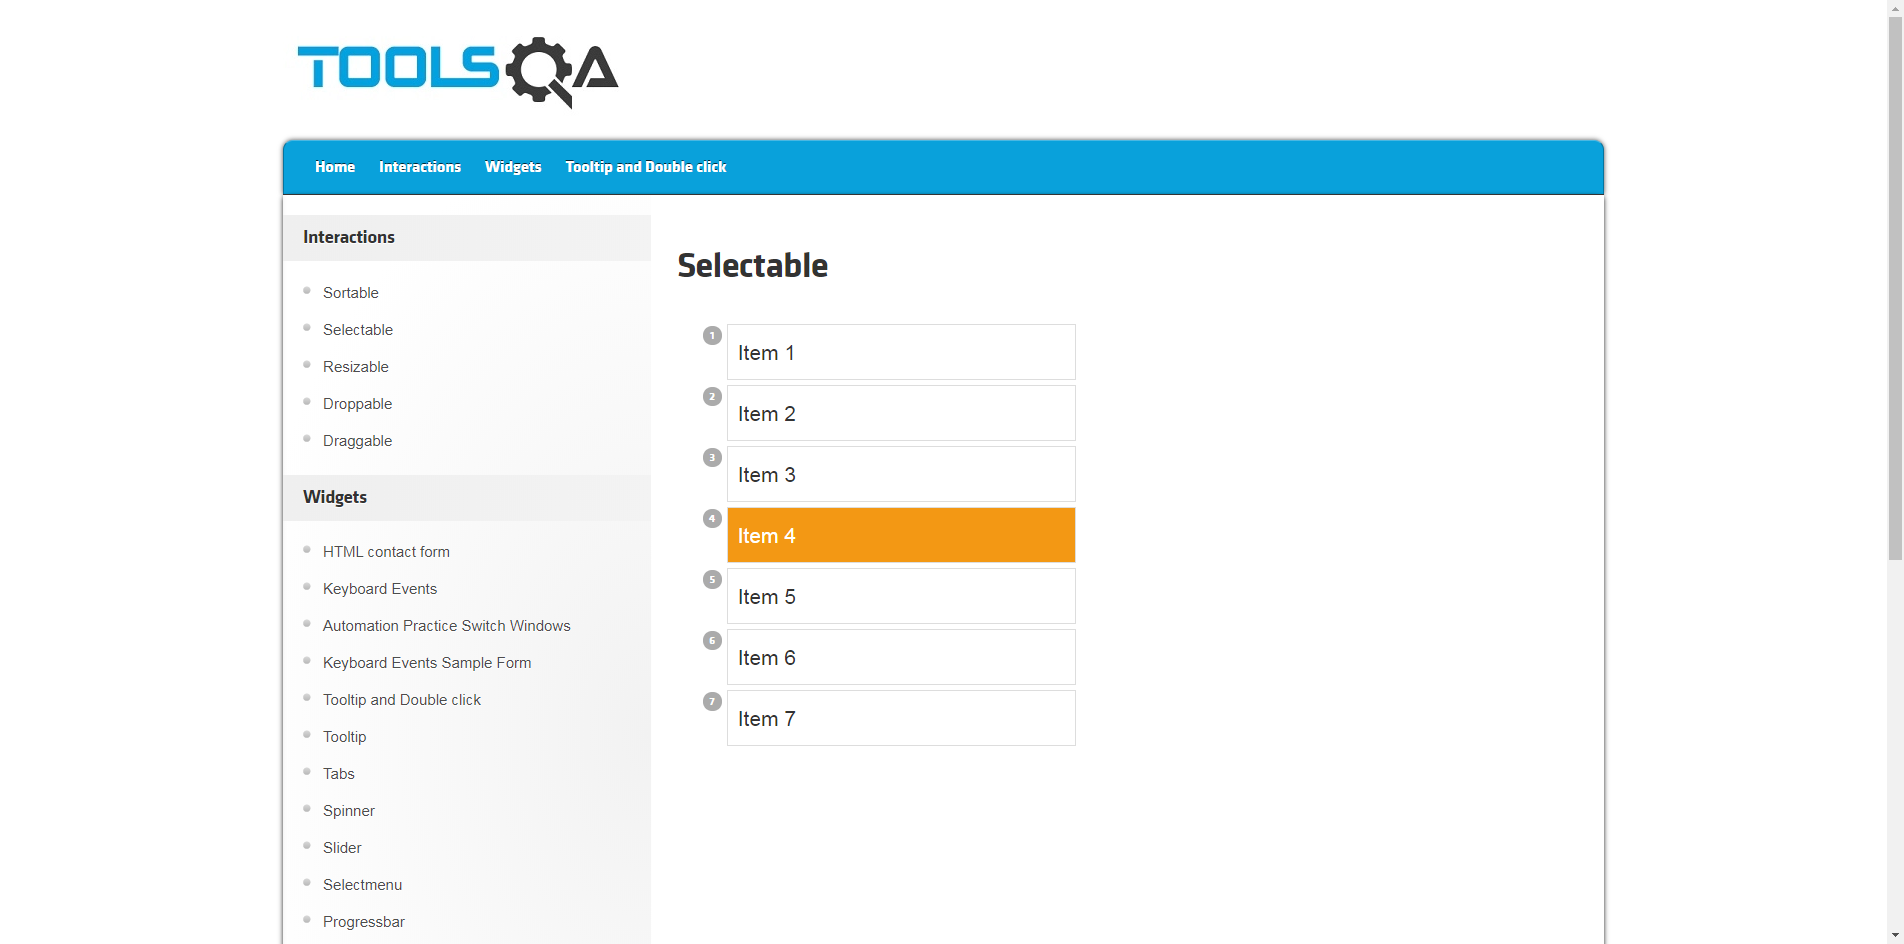 TOOLSQA
Home Interactions Widgets Tooltip and Double click
Interactions
Sortable
Selectable
Resizable
Droppable
Draggable
Widgets
HTML contact form
Keyboard Events
Automation Practice Switch Windows
Keyboard Events Sample Form
Tooltip and Double click
Tooltip
Tabs
Spinner
Slider
Selectmenu
Progressbar
Selectable
1 Item 1
2 Item 2
3 Item 3
4 Item 4
5 Item 5
6 Item 6
7 Item 7